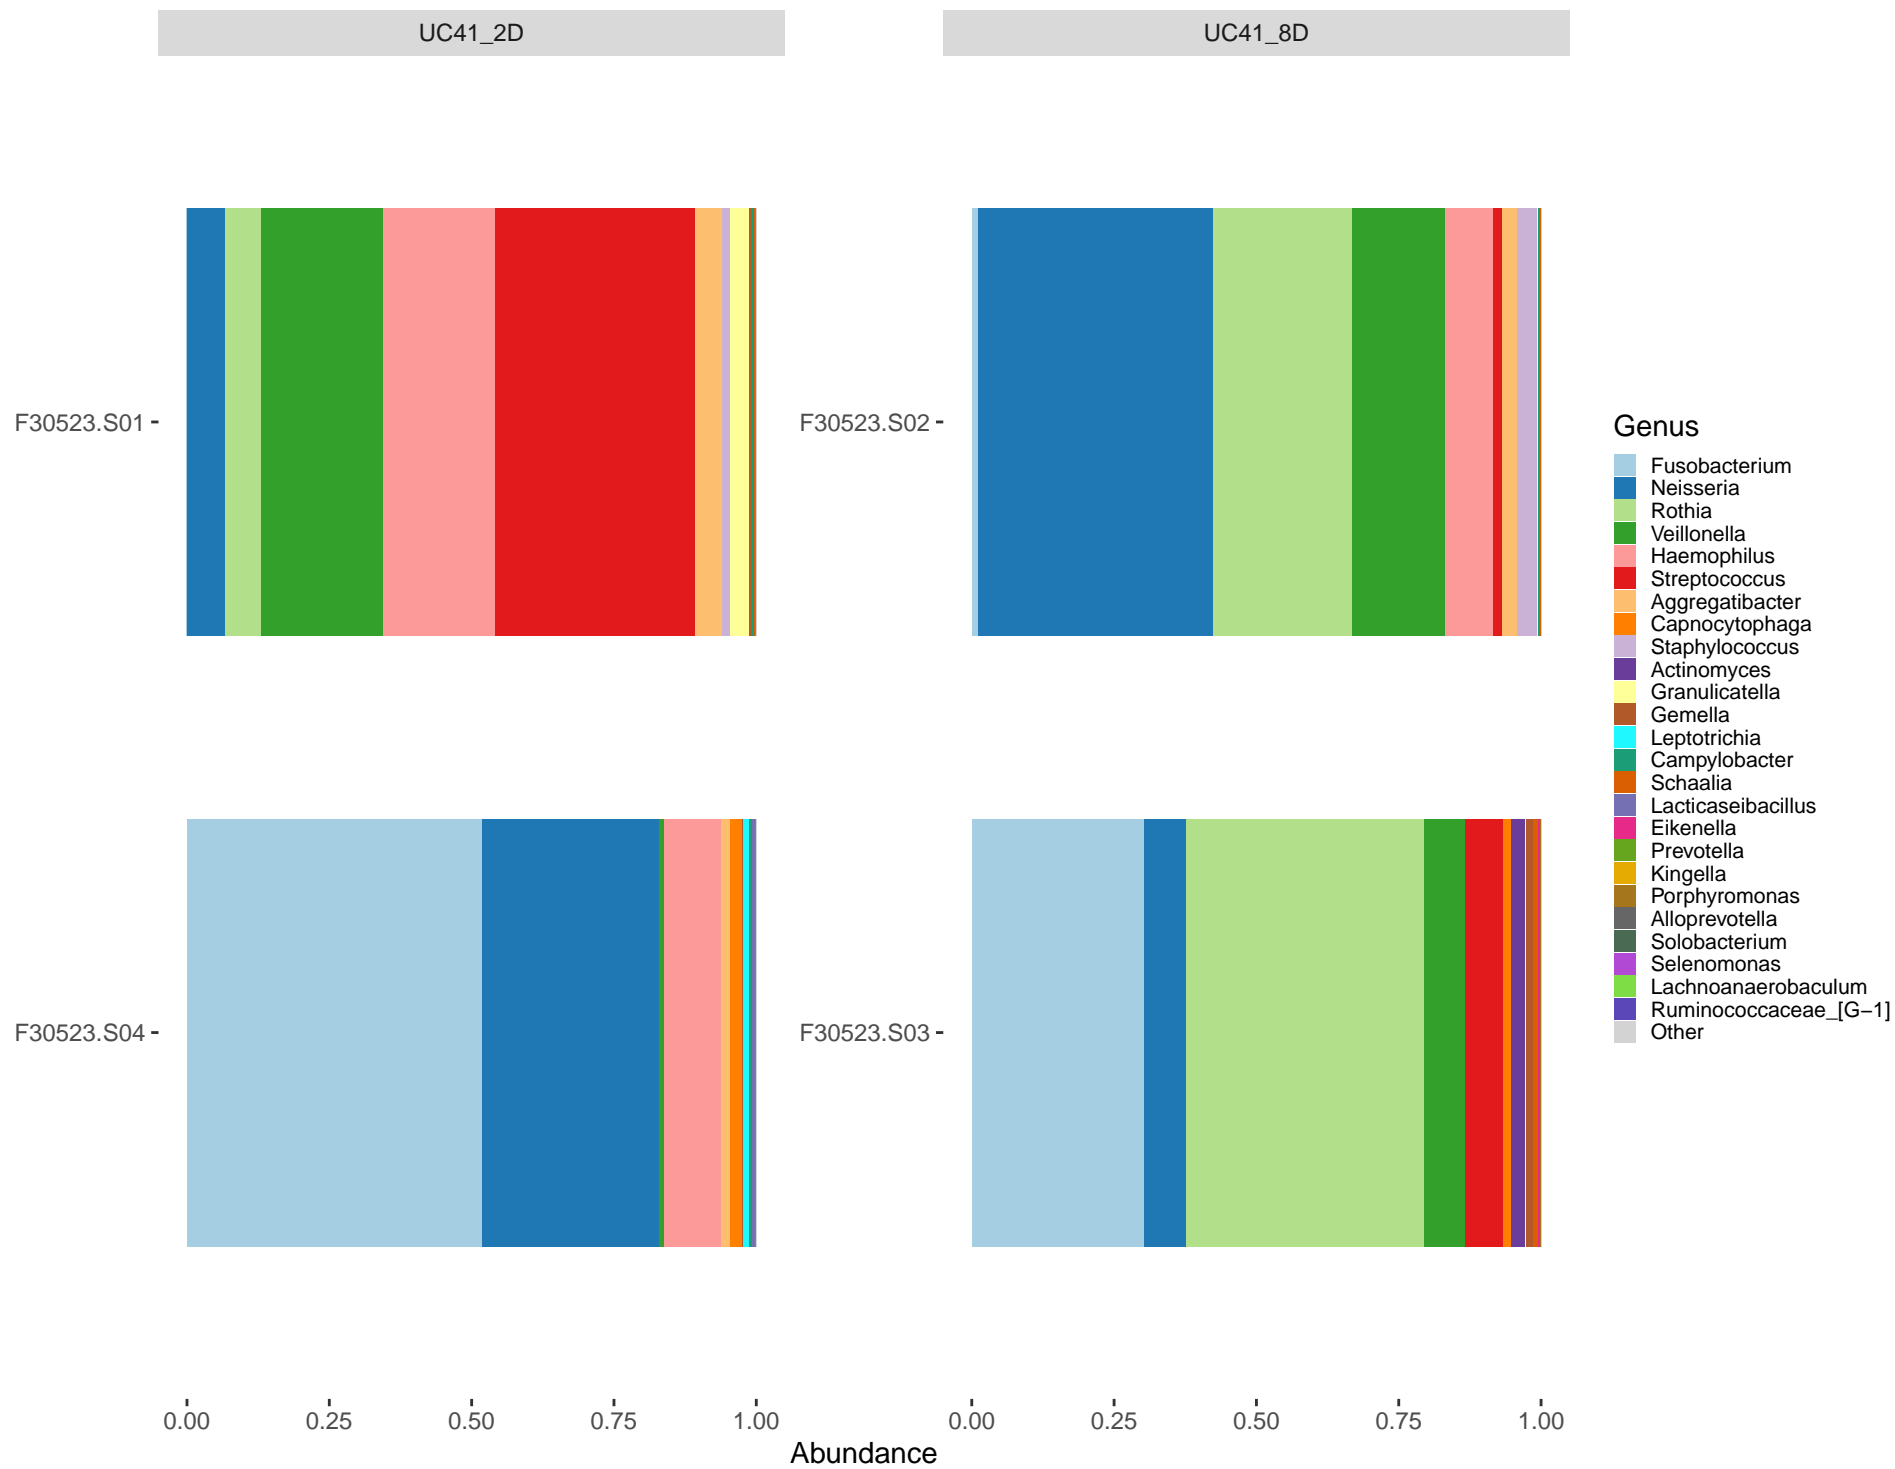 UC41_2D
UC41_8D
F30523.S01
F30523.S02
F30523.S04
F30523.S03
0.00 0.25 0.50 0.75 1.00
0.00 0.25 0.50 0.75 1.00
Abundance
Genus
Fusobacterium
Neisseria
Rothia
Veillonella
Haemophilus
Streptococcus
Aggregatibacter
Capnocytophaga
Staphylococcus
Actinomyces
Granulicatella
Gemella
Leptotrichia
Campylobacter
Schaalia
Lacticaseibacillus
Eikenella
Prevotella
Kingella
Porphyromonas
Alloprevotella
Solobacterium
Selenomonas
Lachnoanaerobaculum
Ruminococcaceae_[G−1]
Other